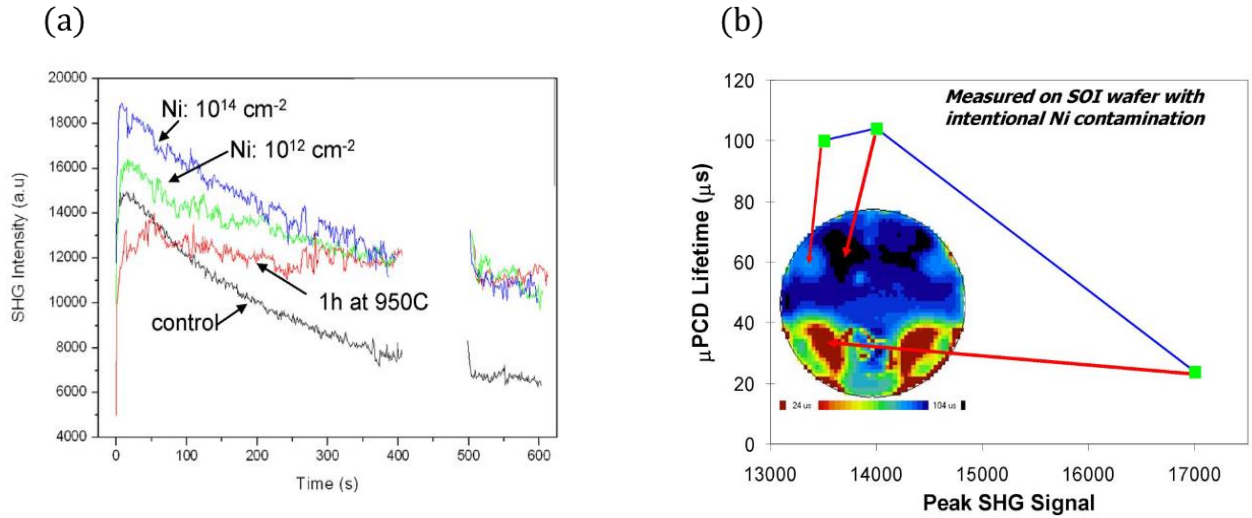 (a)
(b)
20000
18000
16000
14000
12000
10000
8000
6000
4000
SHG Intensity (a.u)
Ni: 10¹⁴ cm⁻²
Ni: 10¹² cm⁻²
1h at 950C
control
0 100 200 300 400 500 600
Time (s)
120
100
80
60
40
20
0
μPCD Lifetime (μs)
Measured on SOI wafer with
intentional Ni contamination
24 us
104 us
13000 14000 15000 16000 17000
Peak SHG Signal